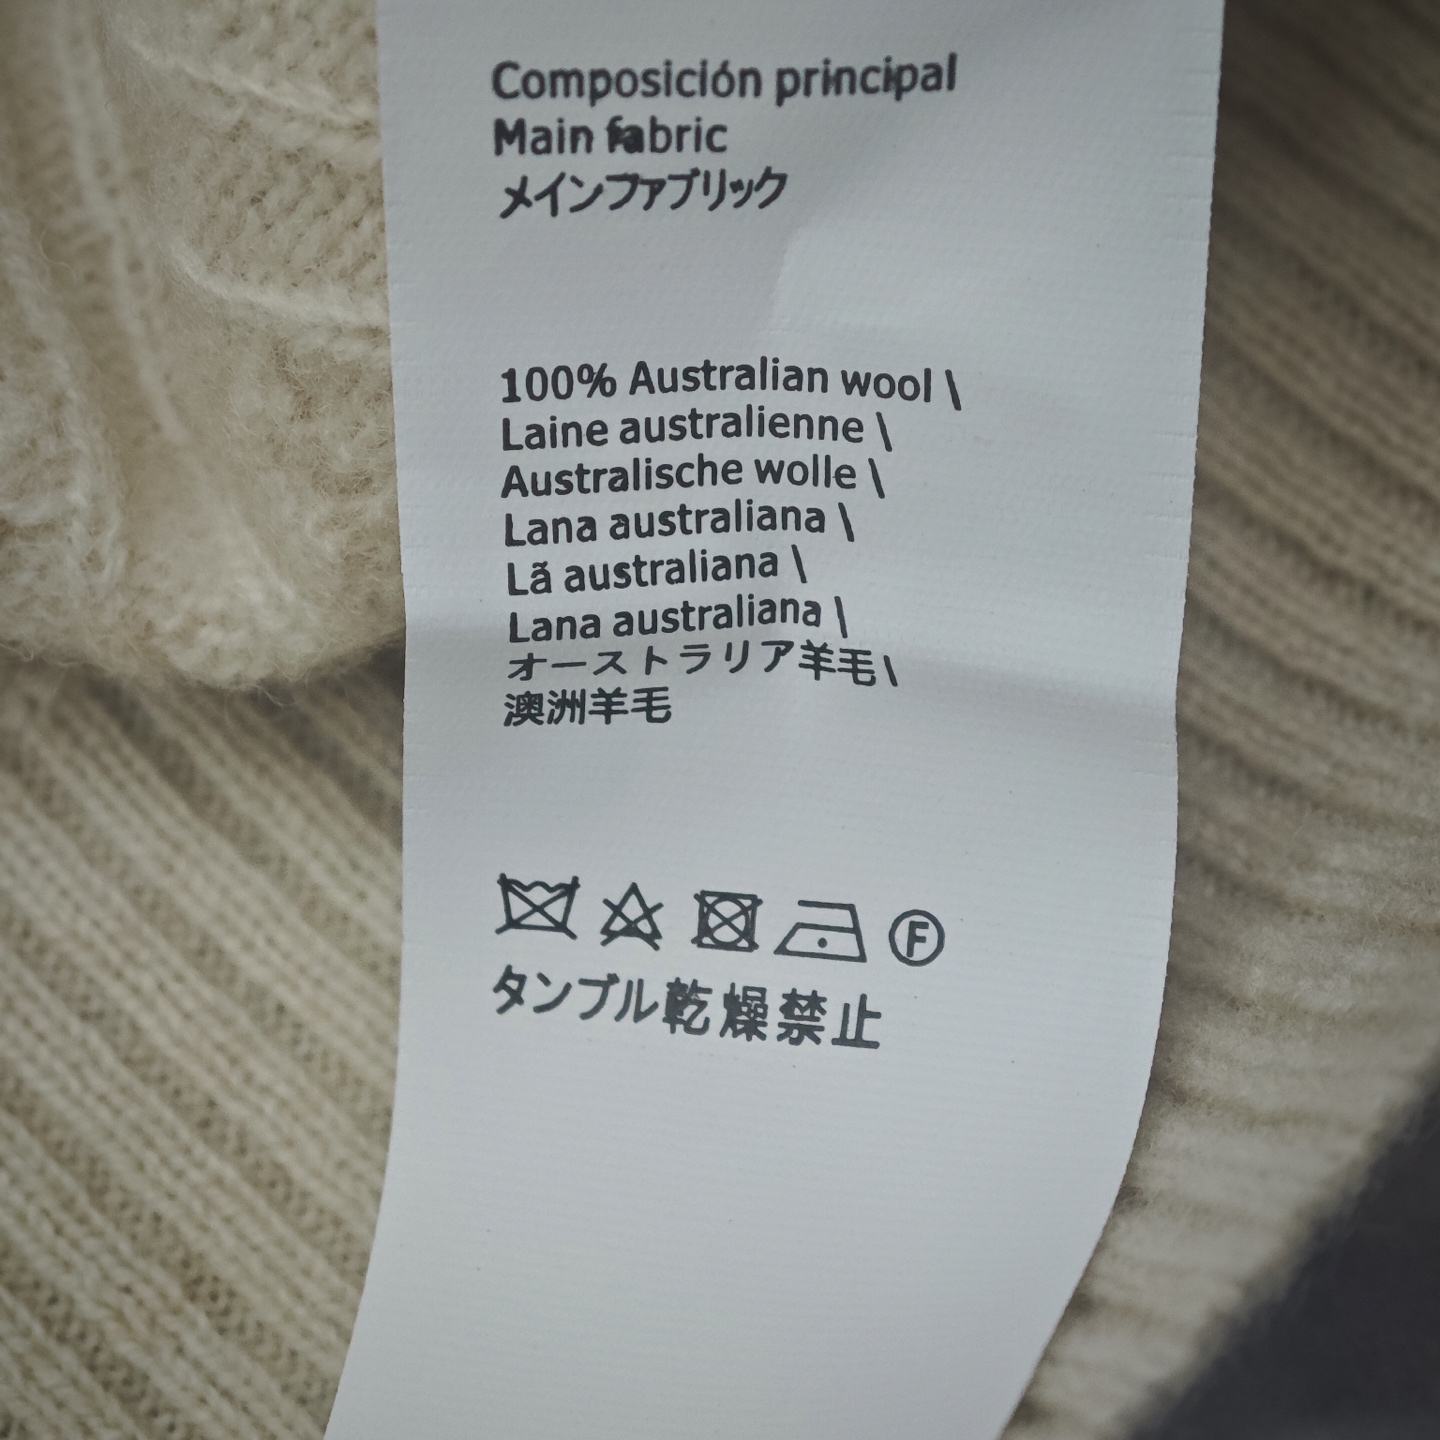 Composición principal
Main fabric
メインファブリック
100% Australian wool \
Laine australienne \
Australische wolle \
Lana australiana \
Lã australiana \
Lana australiana \
オーストラリア羊毛\
澳洲羊毛
F
タンブル乾燥禁止